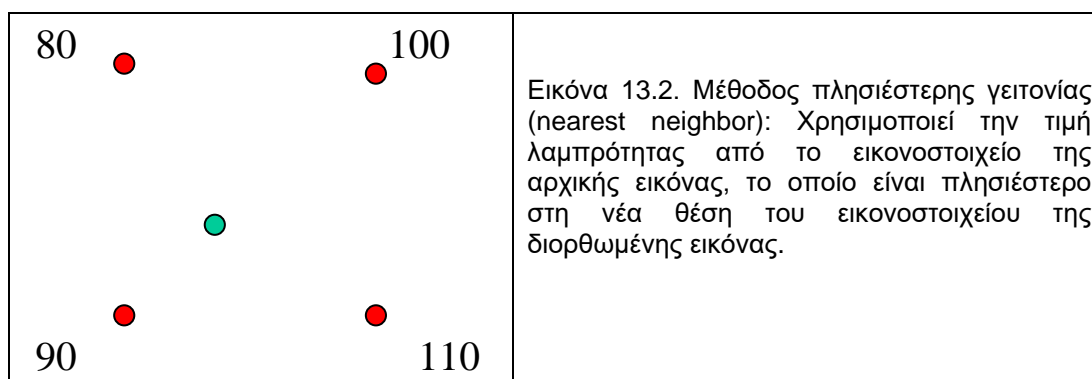 80 100
90 110
Εικόνα 13.2. Μέθοδος πλησιέστερης γειτονίας
(nearest neighbor): Χρησιμοποιεί την τιμή
λαμπρότητας από το εικονοστοιχείο της
αρχικής εικόνας, το οποίο είναι πλησιέστερο
στη νέα θέση του εικονοστοιχείου της
διορθωμένης εικόνας.